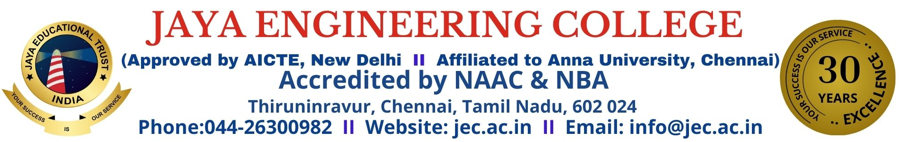 JAYA ENGINEERING COLLEGE
(Approved by AICTE, New Delhi II Affiliated to Anna University, Chennai)
Accredited by NAAC & NBA
Thiruninravur, Chennai, Tamil Nadu, 602 024
Phone:044-26300982 II Website: jec.ac.in II Email: info@jec.ac.in
JAYA EDUCATIONAL TRUST
INDIA
YOUR SUCCESS IS OUR SERVICE
YOUR SUCCESS IS OUR SERVICE
30
YEARS
.. EXCELLENCE ..